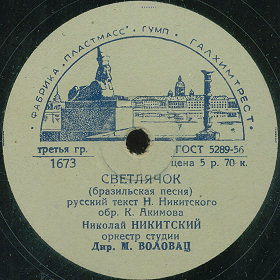 ФАБРИКА „ПЛАСТМАСС" ГУМП ГАЛХИМТРЕСТ
третья гр. ГОСТ 5289-56
1673 цена 5 р. 70 к.
СВЕТЛЯЧОК
(бразильская песня)
русский текст Н. Никитского
обр. К. Акимова
Николай НИКИТСКИЙ
оркестр студии
Дир. М. ВОЛОВАЦ